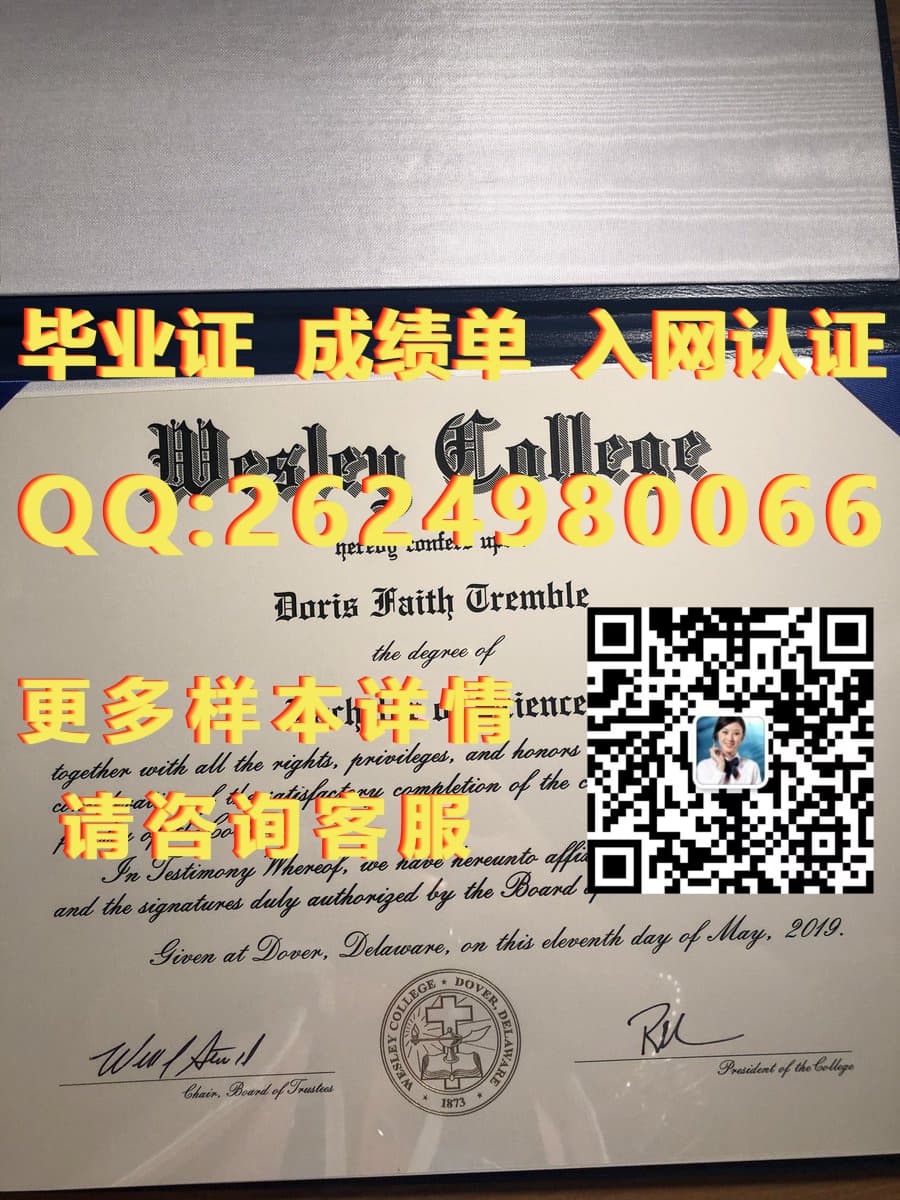 毕业证 成绩单 入网认证
Wesley College
QQ:2624980066
hereby confers
Doris Faith Tremble
the degree of
更多样本详情
together with all the rights, privileges, and honors
satisfactory completion of the
请咨询客服
In Testimony Whereof, we have hereunto
and the signatures duly authorized by the Board
Given at Dover, Delaware, on this eleventh day of May, 2019.
WESLEY COLLEGE ★ DOVER, DELAWARE
★ 1873 ★
Chair, Board of Trustees
President of the College